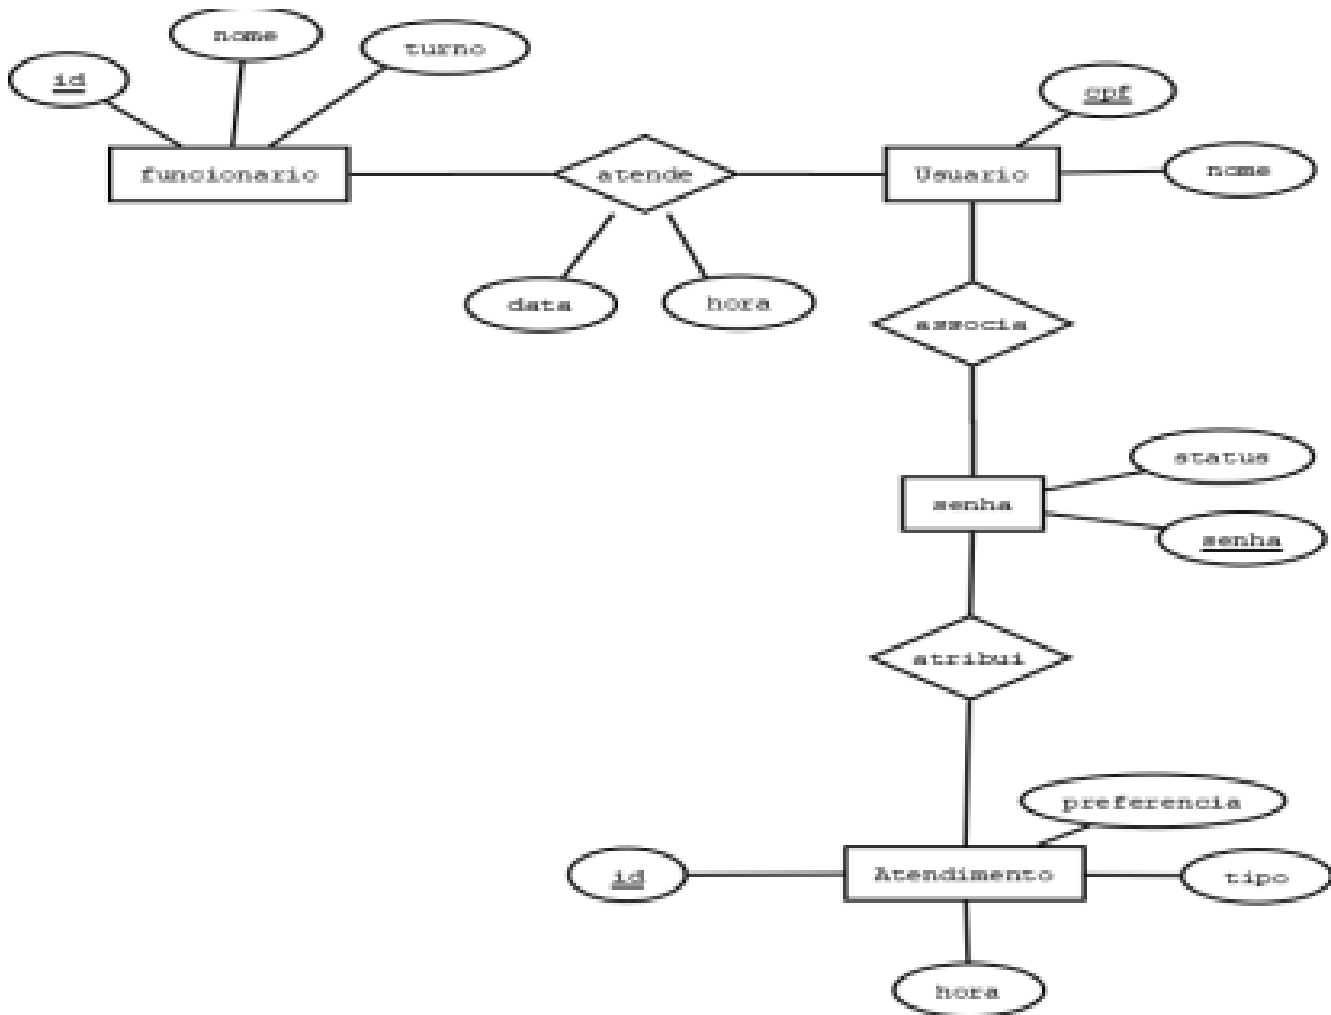 nome
turno
id
cpf
funcionario
atende
Usuario
nome
data
hora
associa
status
senha
senha
atribui
preferencia
id
Atendimento
tipo
hora